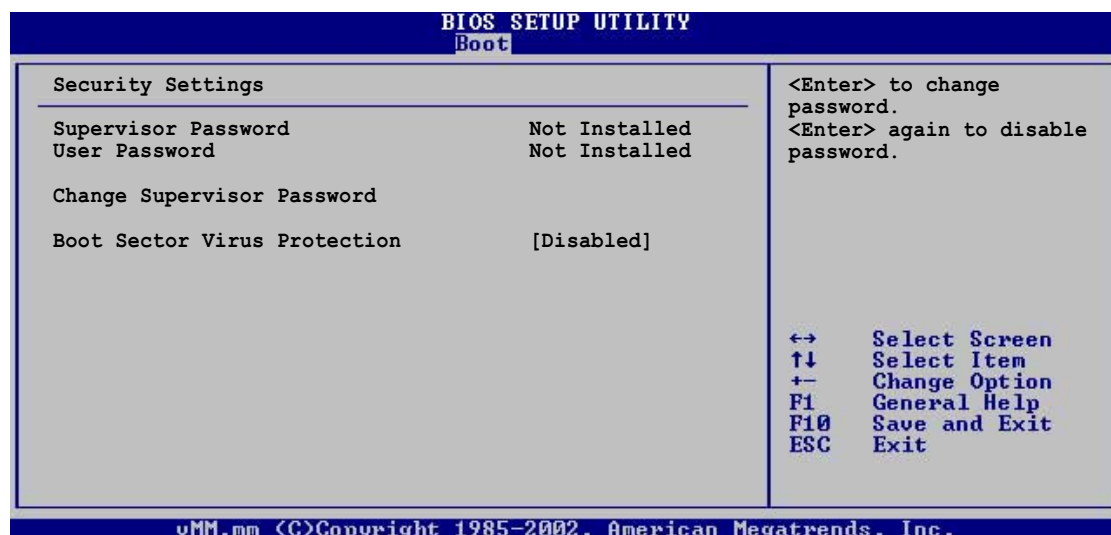 BIOS SETUP UTILITY
Boot
Security Settings
Supervisor Password Not Installed
User Password Not Installed
Change Supervisor Password
Boot Sector Virus Protection [Disabled]
<Enter> to change
password.
<Enter> again to disable
password.
←→ Select Screen
↑↓ Select Item
+- Change Option
F1 General Help
F10 Save and Exit
ESC Exit
vMM.mm (C)Copyright 1985-2002, American Megatrends, Inc.